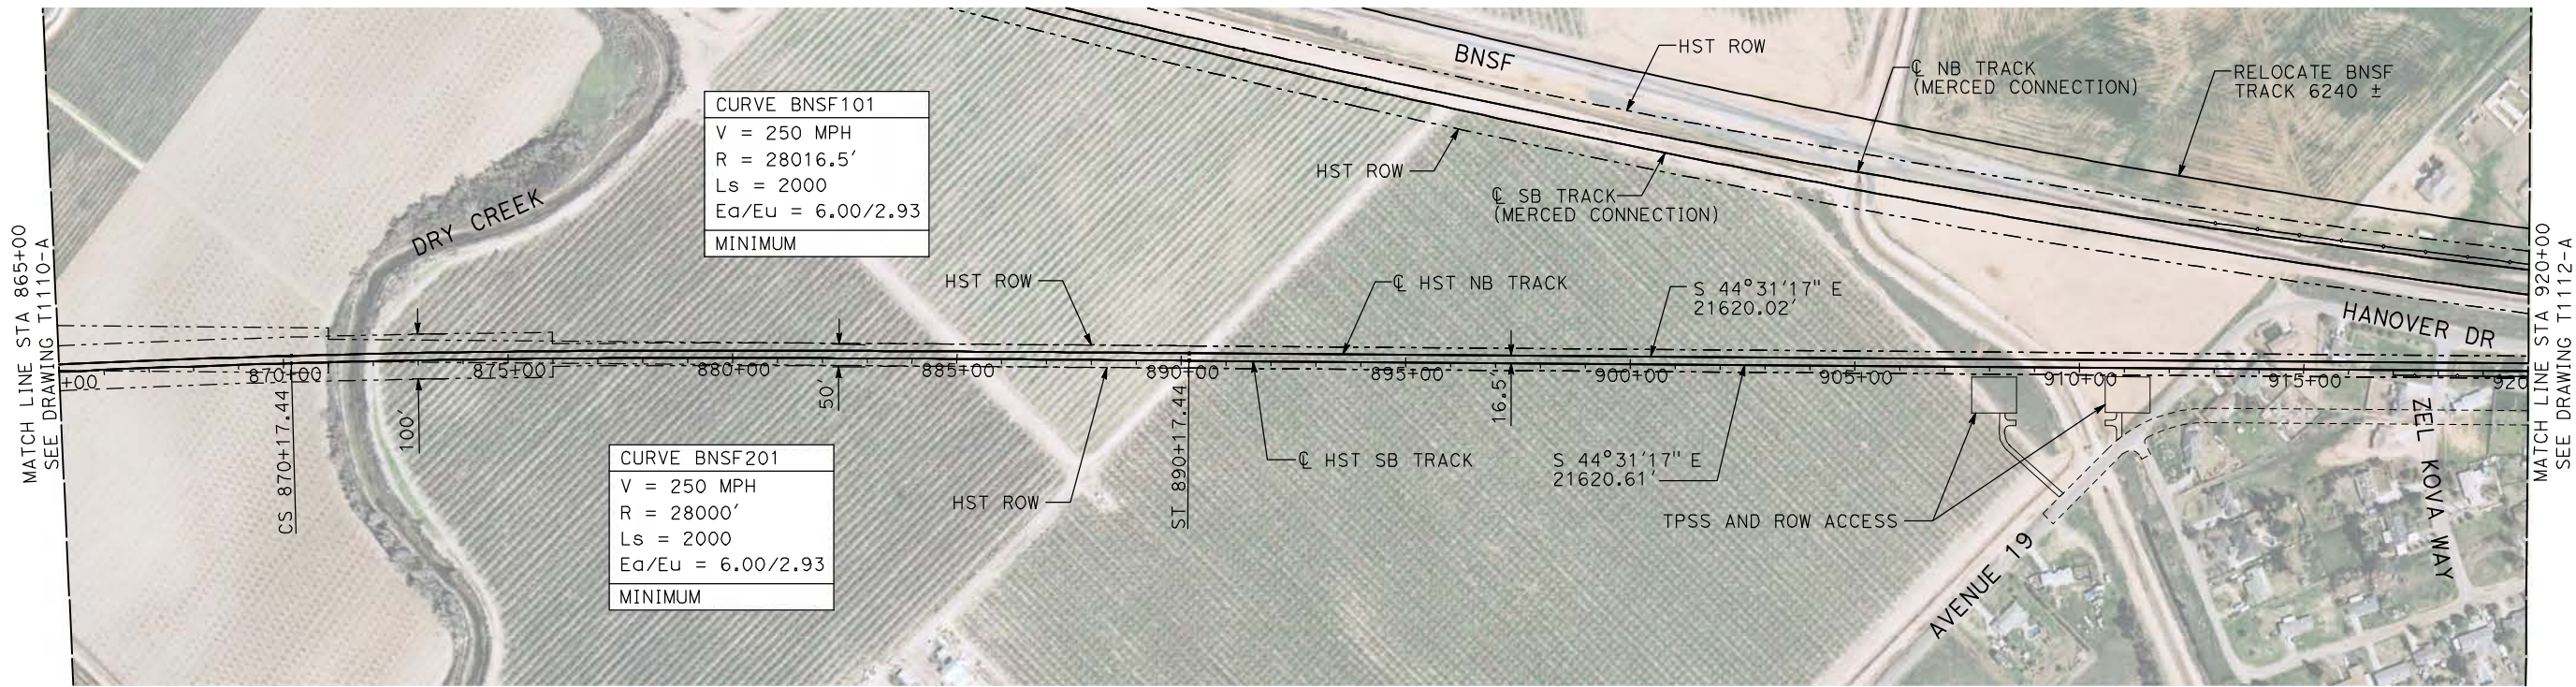 MATCH LINE STA 865+00
SEE DRAWING T1110-A
DRY CREEK
CURVE BNSF101
V = 250 MPH
R = 28016.5'
Ls = 2000
Ea/Eu = 6.00/2.93
MINIMUM
BNSF
HST ROW
℄ NB TRACK
(MERCED CONNECTION)
RELOCATE BNSF
TRACK 6240 ±
HST ROW
℄ SB TRACK
(MERCED CONNECTION)
HST ROW
℄ HST NB TRACK
S 44°31'17" E
21620.02'
HANOVER DR
+00
870+00
875+00
880+00
885+00
890+00
895+00
900+00
905+00
910+00
915+00
920
CS 870+17.44
100'
50'
ST 890+17.44
16.5'
CURVE BNSF201
V = 250 MPH
R = 28000'
Ls = 2000
Ea/Eu = 6.00/2.93
MINIMUM
HST ROW
℄ HST SB TRACK
S 44°31'17" E
21620.61'
TPSS AND ROW ACCESS
AVENUE 19
ZEL KOVA WAY
MATCH LINE STA 920+00
SEE DRAWING T1112-A